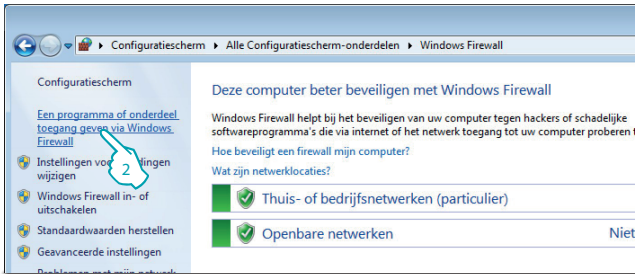 Configuratiescherm ▸ Alle Configuratiescherm-onderdelen ▸ Windows Firewall
Configuratiescherm
Een programma of onderdeel
toegang geven via Windows
Firewall
Instellingen voor
wijzigen
Windows Firewall in- of
uitschakelen
Standaardwaarden herstellen
Geavanceerde instellingen
Problemen met mijn netwerk
2
Deze computer beter beveiligen met Windows Firewall
Windows Firewall helpt bij het beveiligen van uw computer tegen hackers of schadelijke
softwareprogramma's die via internet of het netwerk toegang tot uw computer proberen
Hoe beveiligt een firewall mijn computer?
Wat zijn netwerklocaties?
Thuis- of bedrijfsnetwerken (particulier)
Openbare netwerken
Niet